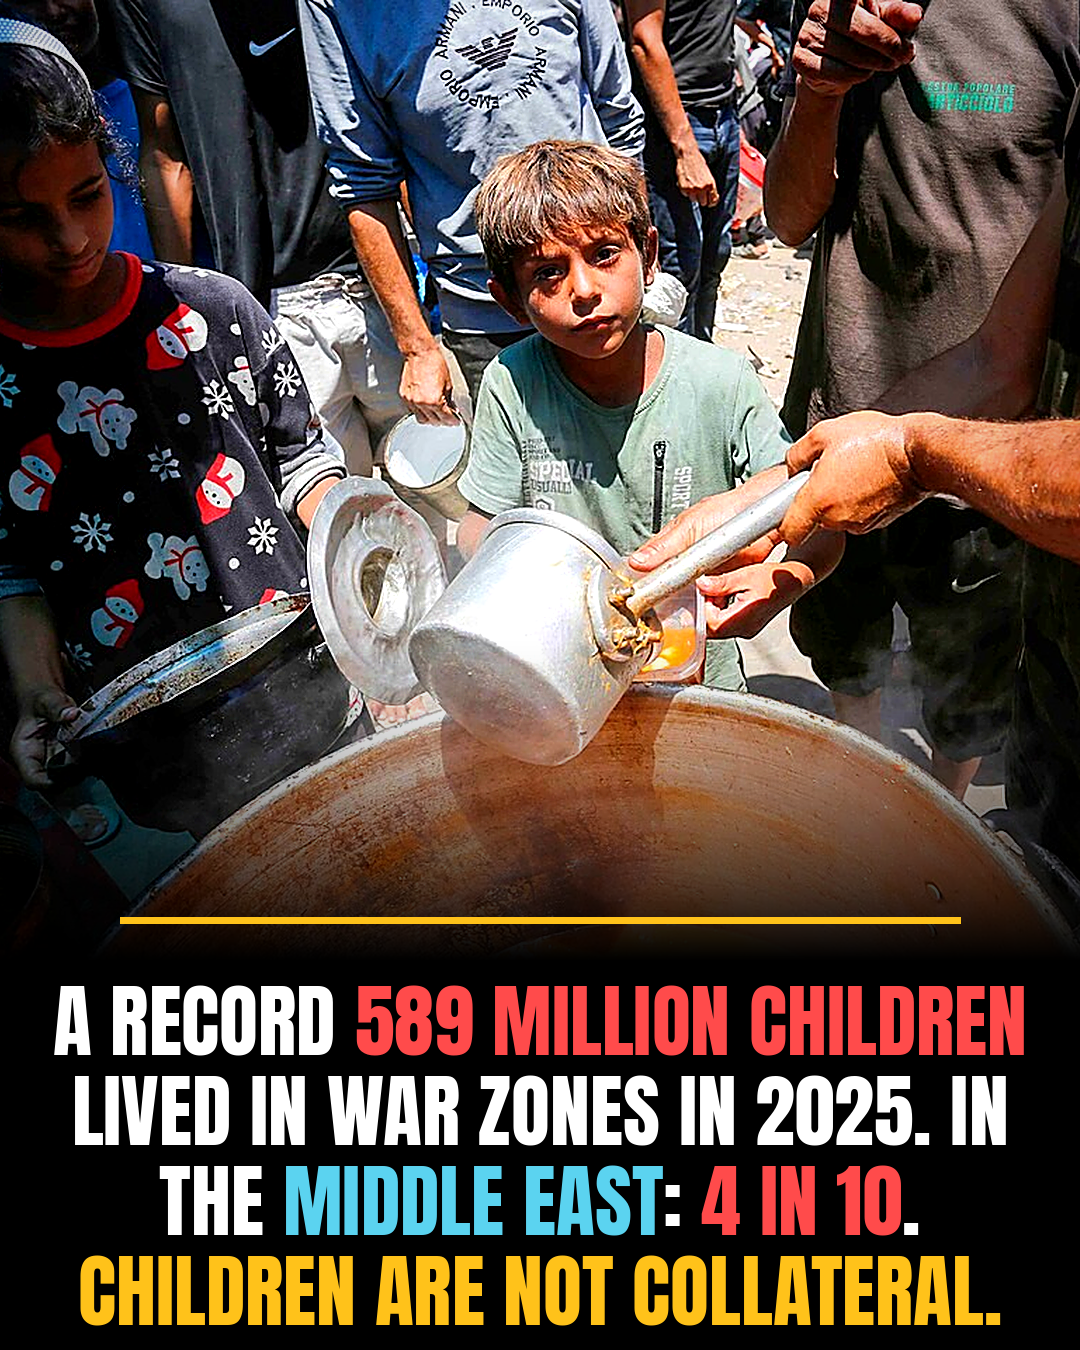 ARMANI . EMPORIO ARMANI . EMPORIO
SPECIAL
SPORT
A RECORD 589 MILLION CHILDREN
LIVED IN WAR ZONES IN 2025. IN
THE MIDDLE EAST: 4 IN 10.
CHILDREN ARE NOT COLLATERAL.